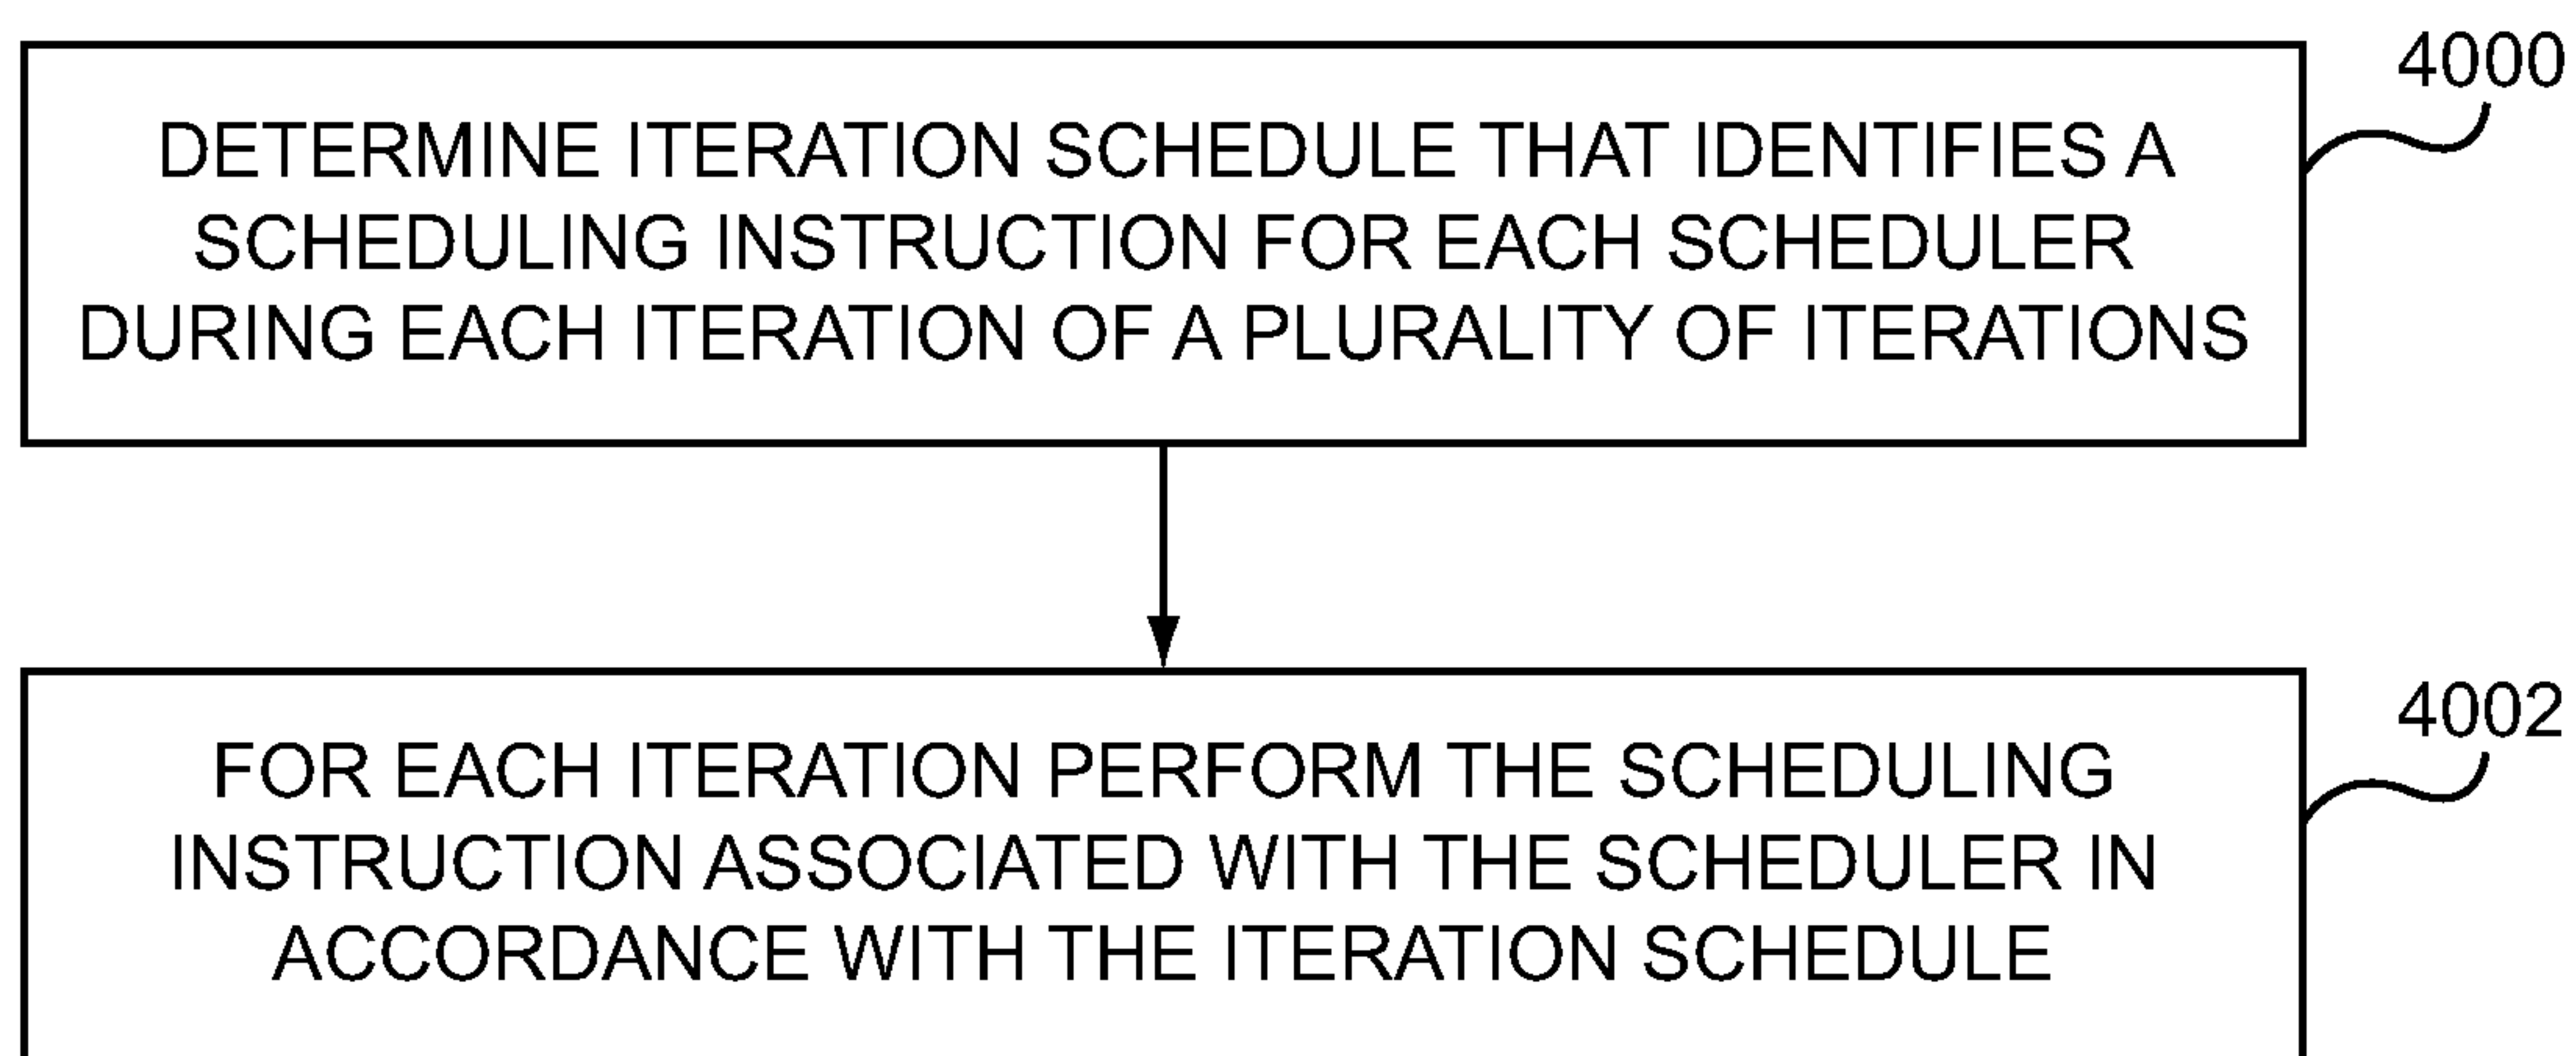 4000
DETERMINE ITERATION SCHEDULE THAT IDENTIFIES A
SCHEDULING INSTRUCTION FOR EACH SCHEDULER
DURING EACH ITERATION OF A PLURALITY OF ITERATIONS
4002
FOR EACH ITERATION PERFORM THE SCHEDULING
INSTRUCTION ASSOCIATED WITH THE SCHEDULER IN
ACCORDANCE WITH THE ITERATION SCHEDULE